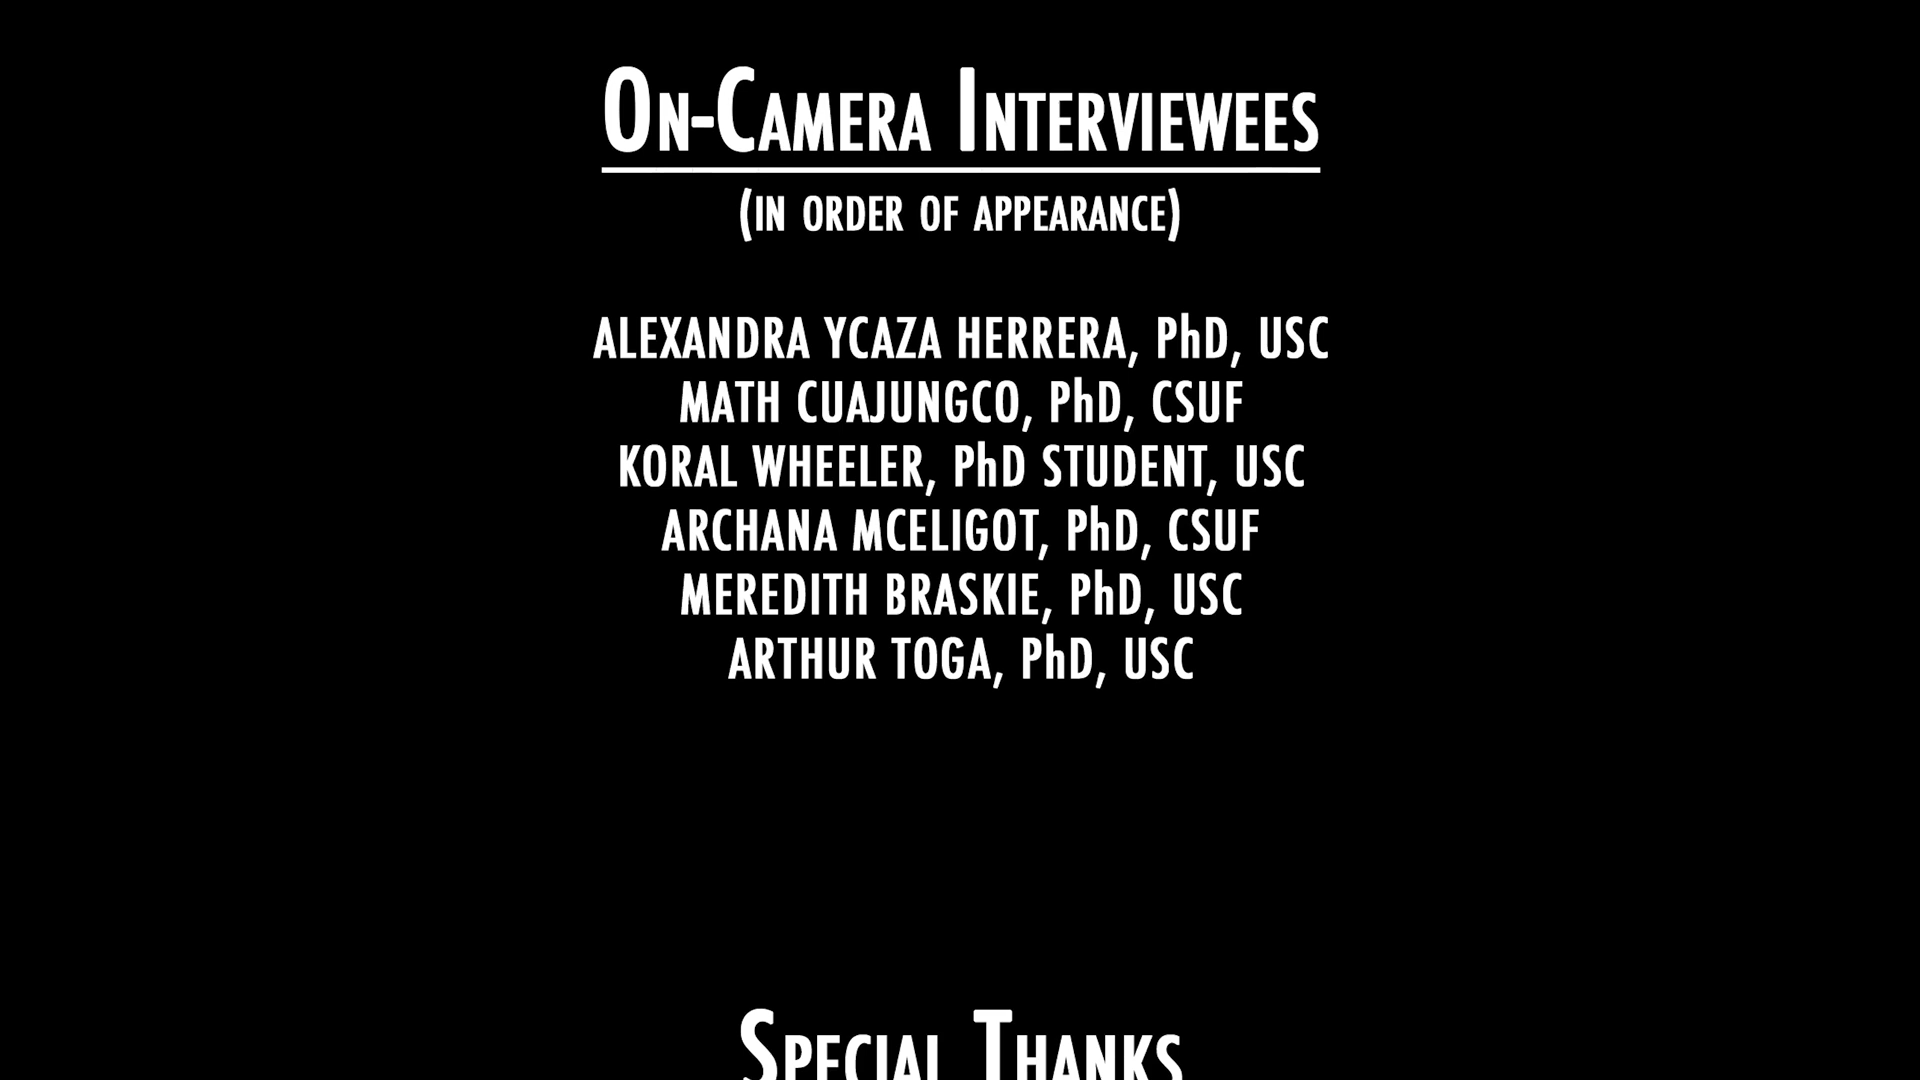 On-Camera Interviewees
(IN ORDER OF APPEARANCE)
ALEXANDRA YCAZA HERRERA, PhD, USC
MATH CUAJUNGCO, PhD, CSUF
KORAL WHEELER, PhD STUDENT, USC
ARCHANA MCELIGOT, PhD, CSUF
MEREDITH BRASKIE, PhD, USC
ARTHUR TOGA, PhD, USC
Special Thanks